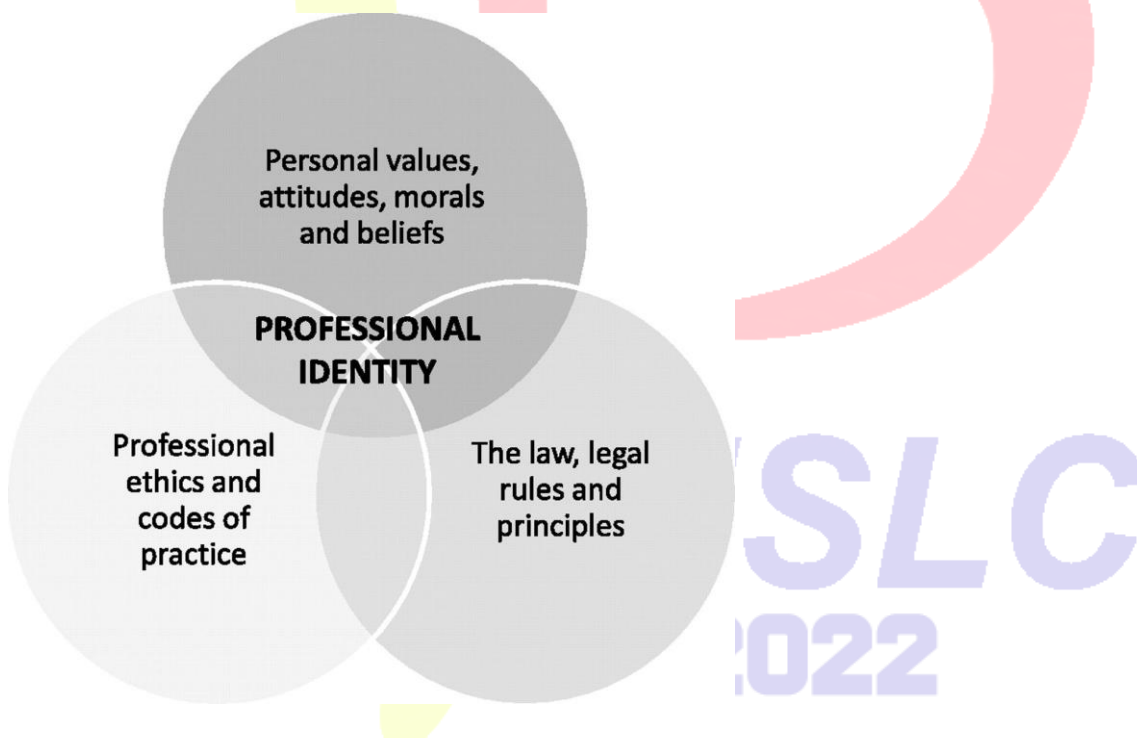 Personal values,
attitudes, morals
and beliefs
PROFESSIONAL
IDENTITY
Professional
ethics and
codes of
practice
The law, legal
rules and
principles
SLC
2022